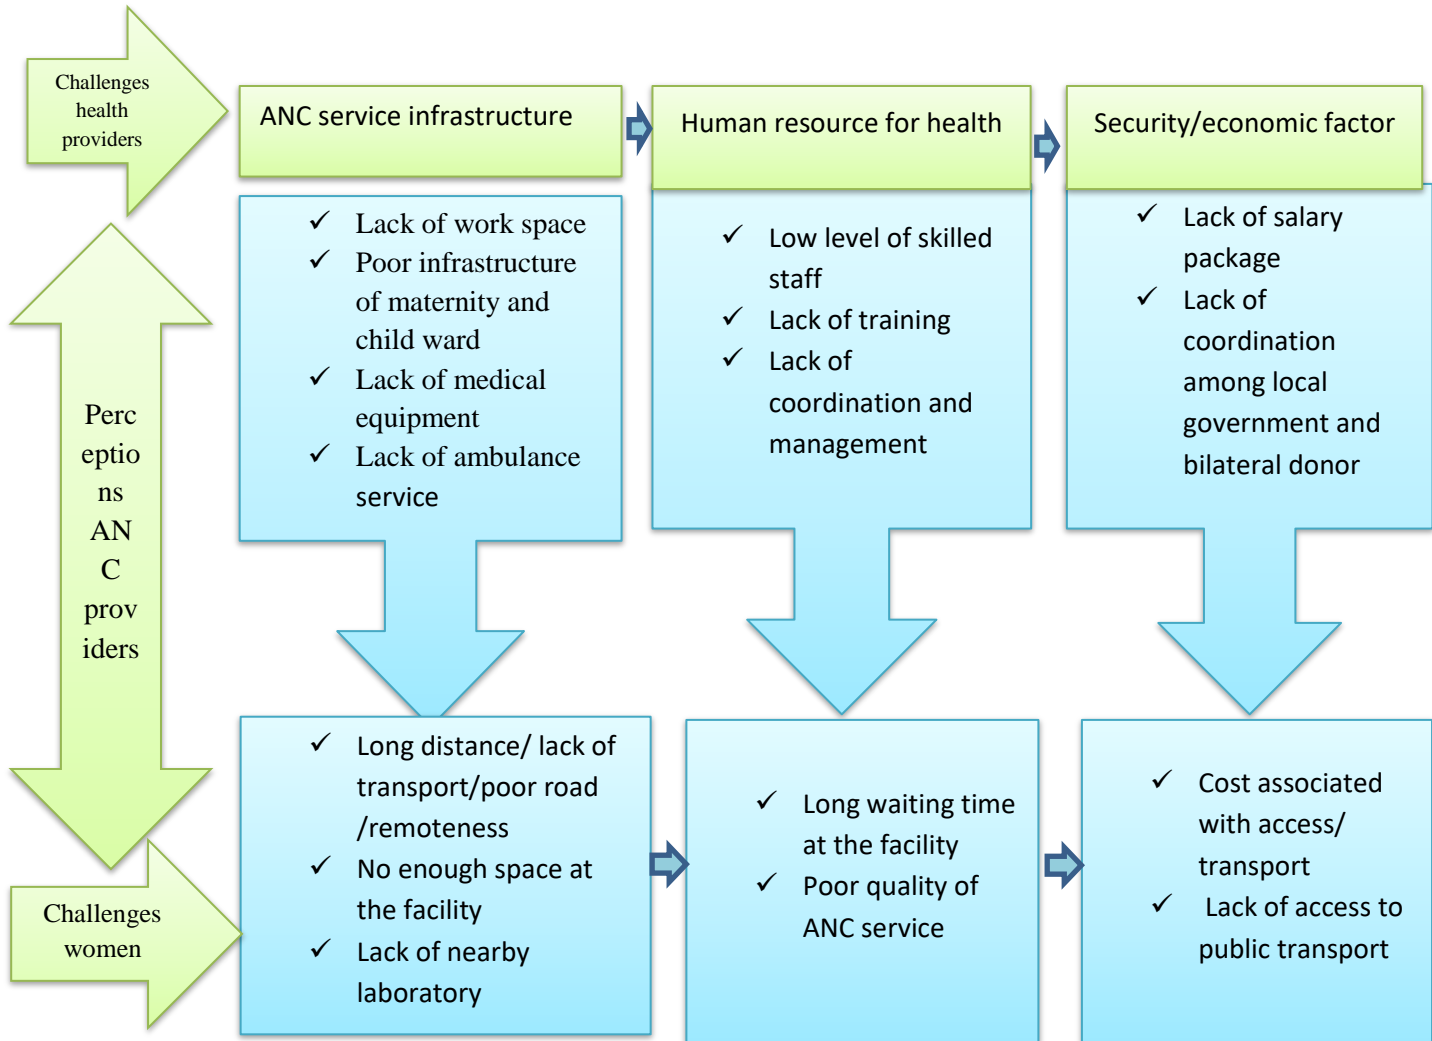 Challenges
health
providers
ANC service infrastructure
Human resource for health
Security/economic factor
✓ Lack of work space
✓ Poor infrastructure
of maternity and
child ward
✓ Lack of medical
equipment
✓ Lack of ambulance
service
✓ Low level of skilled
staff
✓ Lack of training
✓ Lack of
coordination and
management
✓ Lack of salary
package
✓ Lack of
coordination
among local
government and
bilateral donor
Perc
eptio
ns
AN
C
prov
iders
Challenges
women
✓ Long distance/ lack of
transport/poor road
/remoteness
✓ No enough space at
the facility
✓ Lack of nearby
laboratory
✓ Long waiting time
at the facility
✓ Poor quality of
ANC service
✓ Cost associated
with access/
transport
✓ Lack of access to
public transport